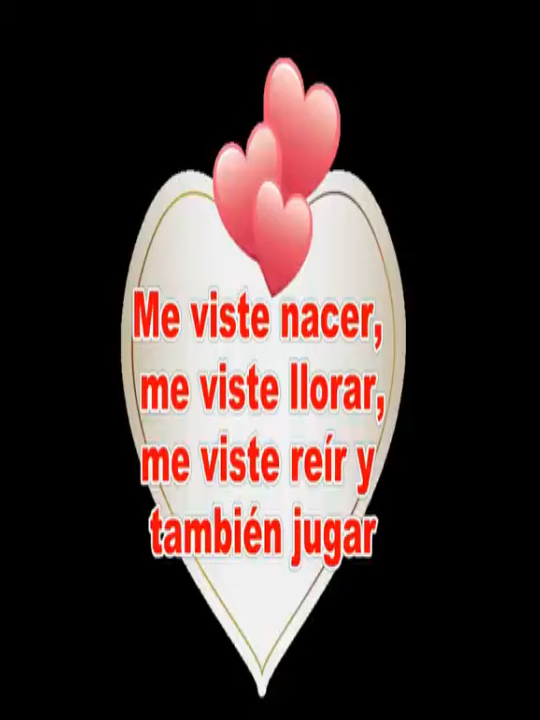 Me viste nacer,
me viste llorar,
me viste reír y
también jugar